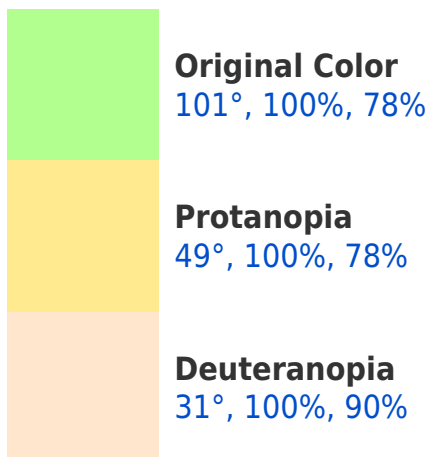 Original Color
101°, 100%, 78%
Protanopia
49°, 100%, 78%
Deuteranopia
31°, 100%, 90%